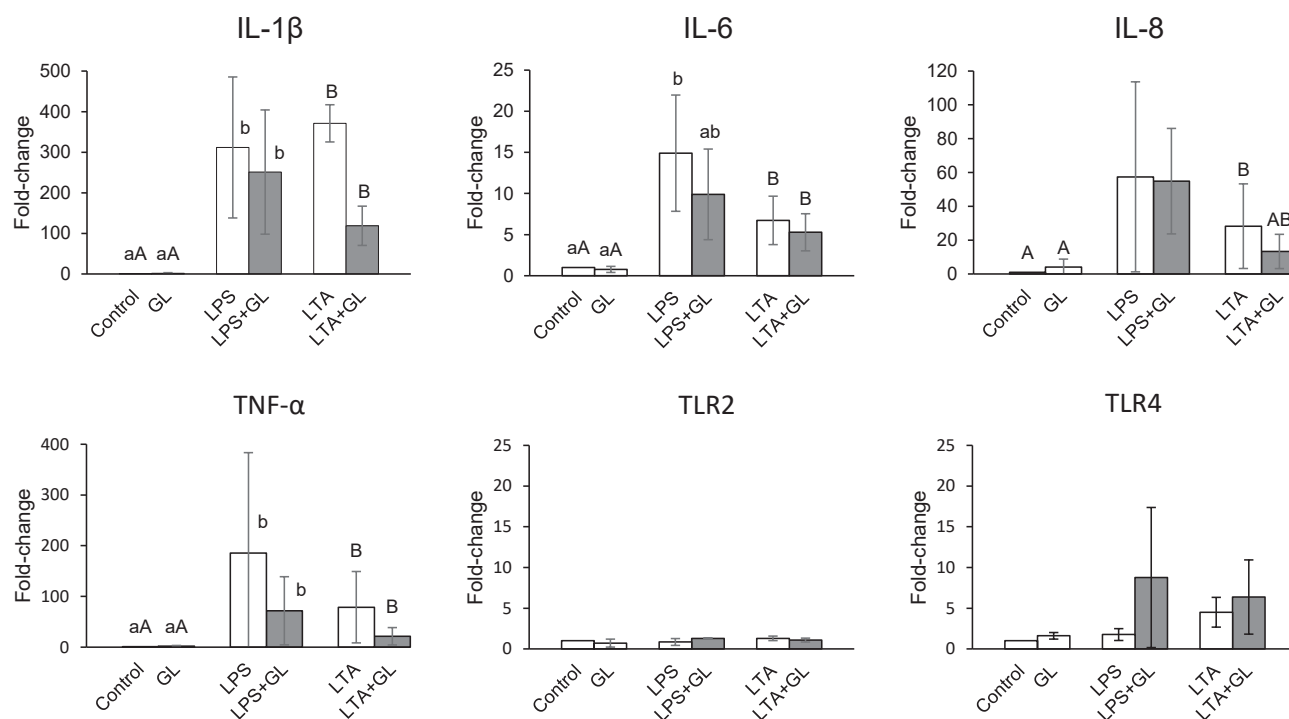 IL-1β
Fold-change
500
400
300
200
100
0
aA aA
b
b
B
B
Control
GL
LPS
LPS+GL
LTA
LTA+GL
IL-6
Fold-change
25
20
15
10
5
0
aA aA
b
ab
B
B
Control
GL
LPS
LPS+GL
LTA
LTA+GL
IL-8
Fold-change
120
100
80
60
40
20
0
A
A
B
AB
Control
GL
LPS
LPS+GL
LTA
LTA+GL
TNF-α
Fold-change
400
300
200
100
0
aA aA
b
b
B
B
Control
GL
LPS
LPS+GL
LTA
LTA+GL
TLR2
Fold-change
25
20
15
10
5
0
Control
GL
LPS
LPS+GL
LTA
LTA+GL
TLR4
Fold-change
25
20
15
10
5
0
Control
GL
LPS
LPS+GL
LTA
LTA+GL